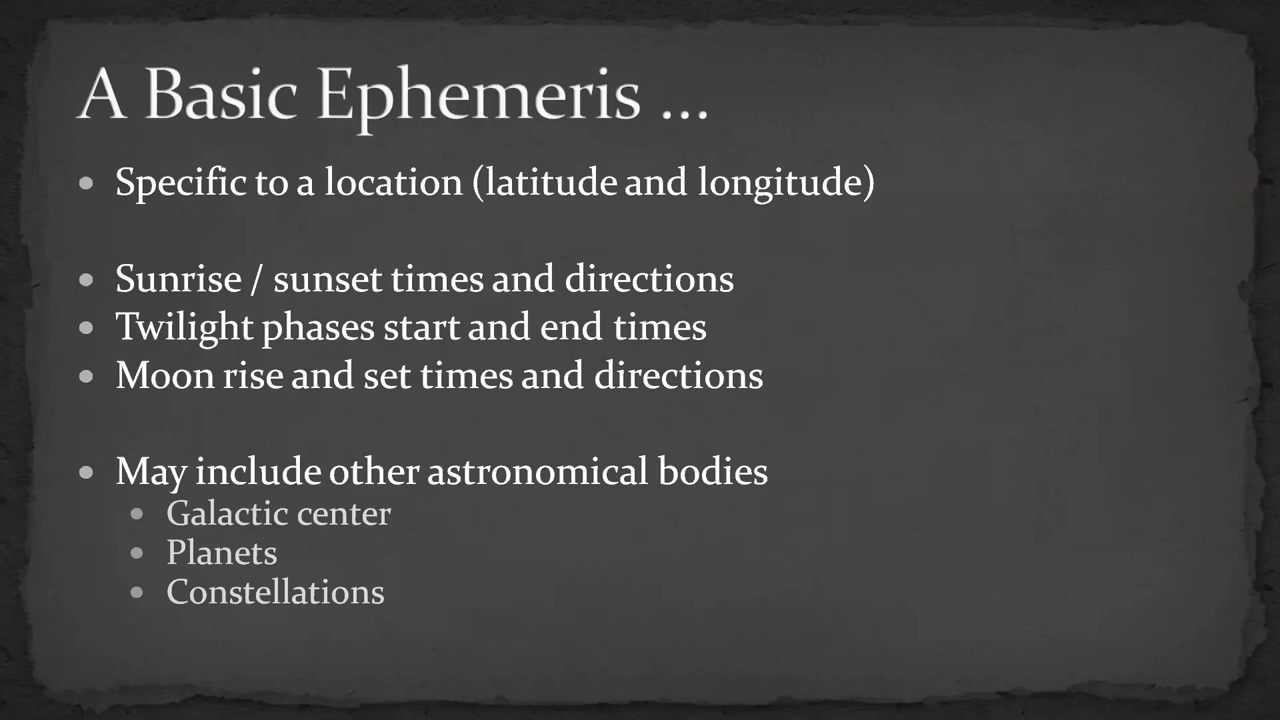 A Basic Ephemeris ...
• Specific to a location (latitude and longitude)
• Sunrise / sunset times and directions
• Twilight phases start and end times
• Moon rise and set times and directions
• May include other astronomical bodies
• Galactic center
• Planets
• Constellations